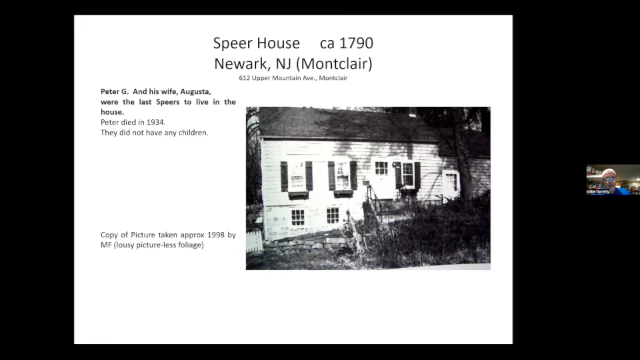 Speer House ca 1790
Newark, NJ (Montclair)
612 Upper Mountain Ave., Montclair
Peter G. And his wife, Augusta,
were the last Speers to live in the
house.
Peter died in 1934.
They did not have any children.
Copy of Picture taken approx 1998 by
MF (lousy picture-less foliage)